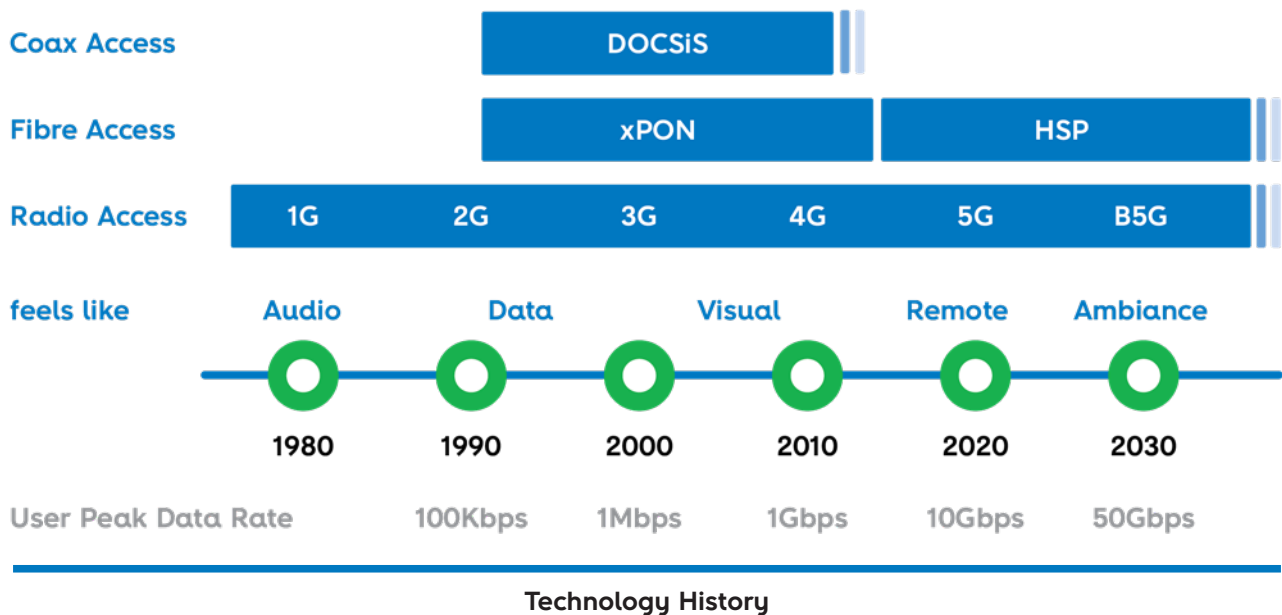 Coax Access DOCSiS
Fibre Access xPON HSP
Radio Access 1G 2G 3G 4G 5G B5G
feels like Audio Data Visual Remote Ambiance
1980 1990 2000 2010 2020 2030
User Peak Data Rate 100Kbps 1Mbps 1Gbps 10Gbps 50Gbps
Technology History